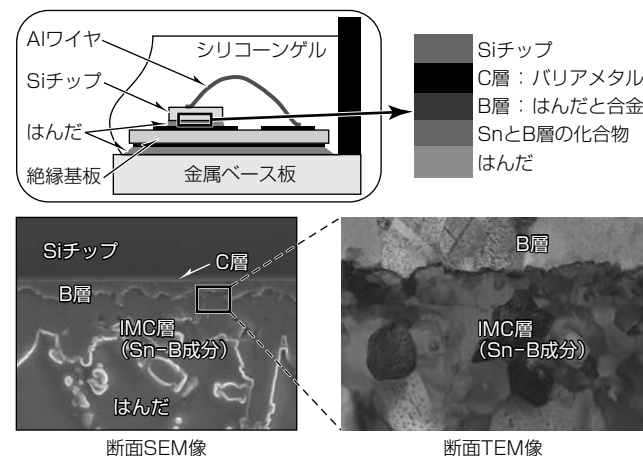 Alワイヤ
Siチップ
はんだ
絶縁基板
シリコーンゲル
金属ベース板
Siチップ
C層：バリアメタル
B層：はんだと合金
SnとB層の化合物
はんだ
Siチップ
C層
B層
IMC層
（Sn−B成分）
はんだ
断面SEM像
B層
IMC層
（Sn−B成分）
断面TEM像